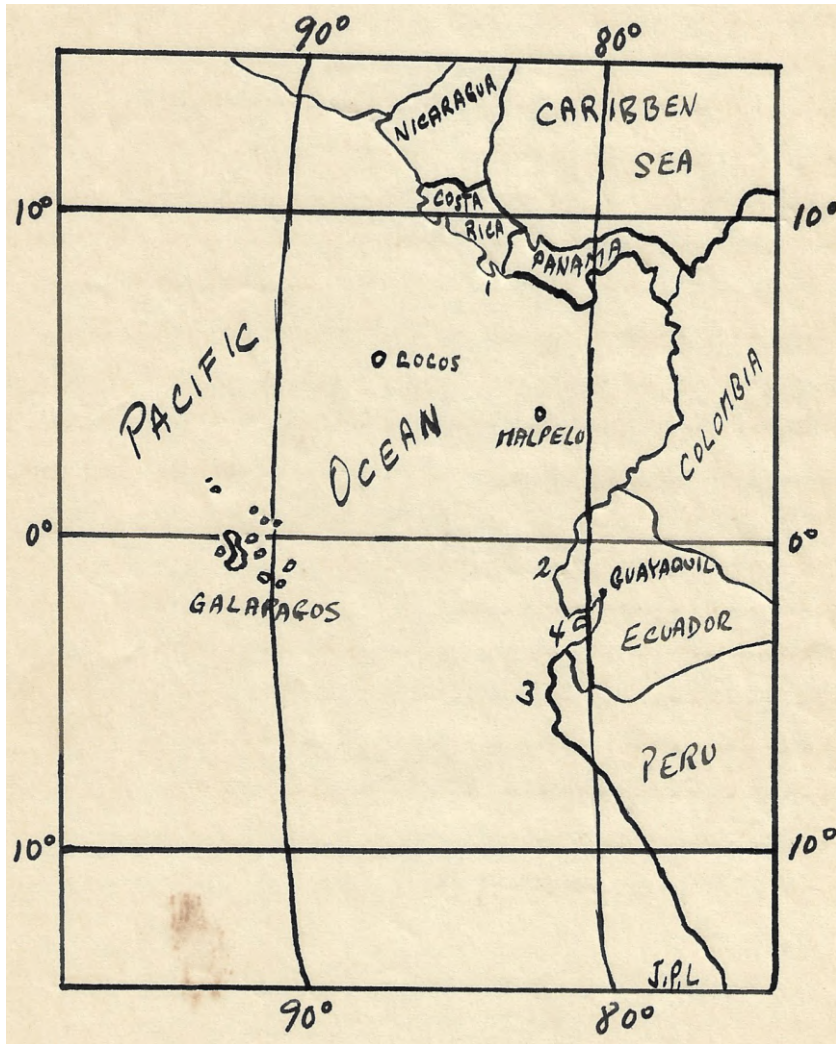 90° 80°
NICARAGUA
CARIBBEN
SEA
10° 10°
COSTA
RICA
PANAMA
1
PACIFIC
COCOS
OCEAN
MALPELO
COLOMBIA
0° 0°
2
GUAYAQUIL
GALAPAGOS
4
ECUADOR
3
PERU
10° 10°
J.P.L
90° 80°